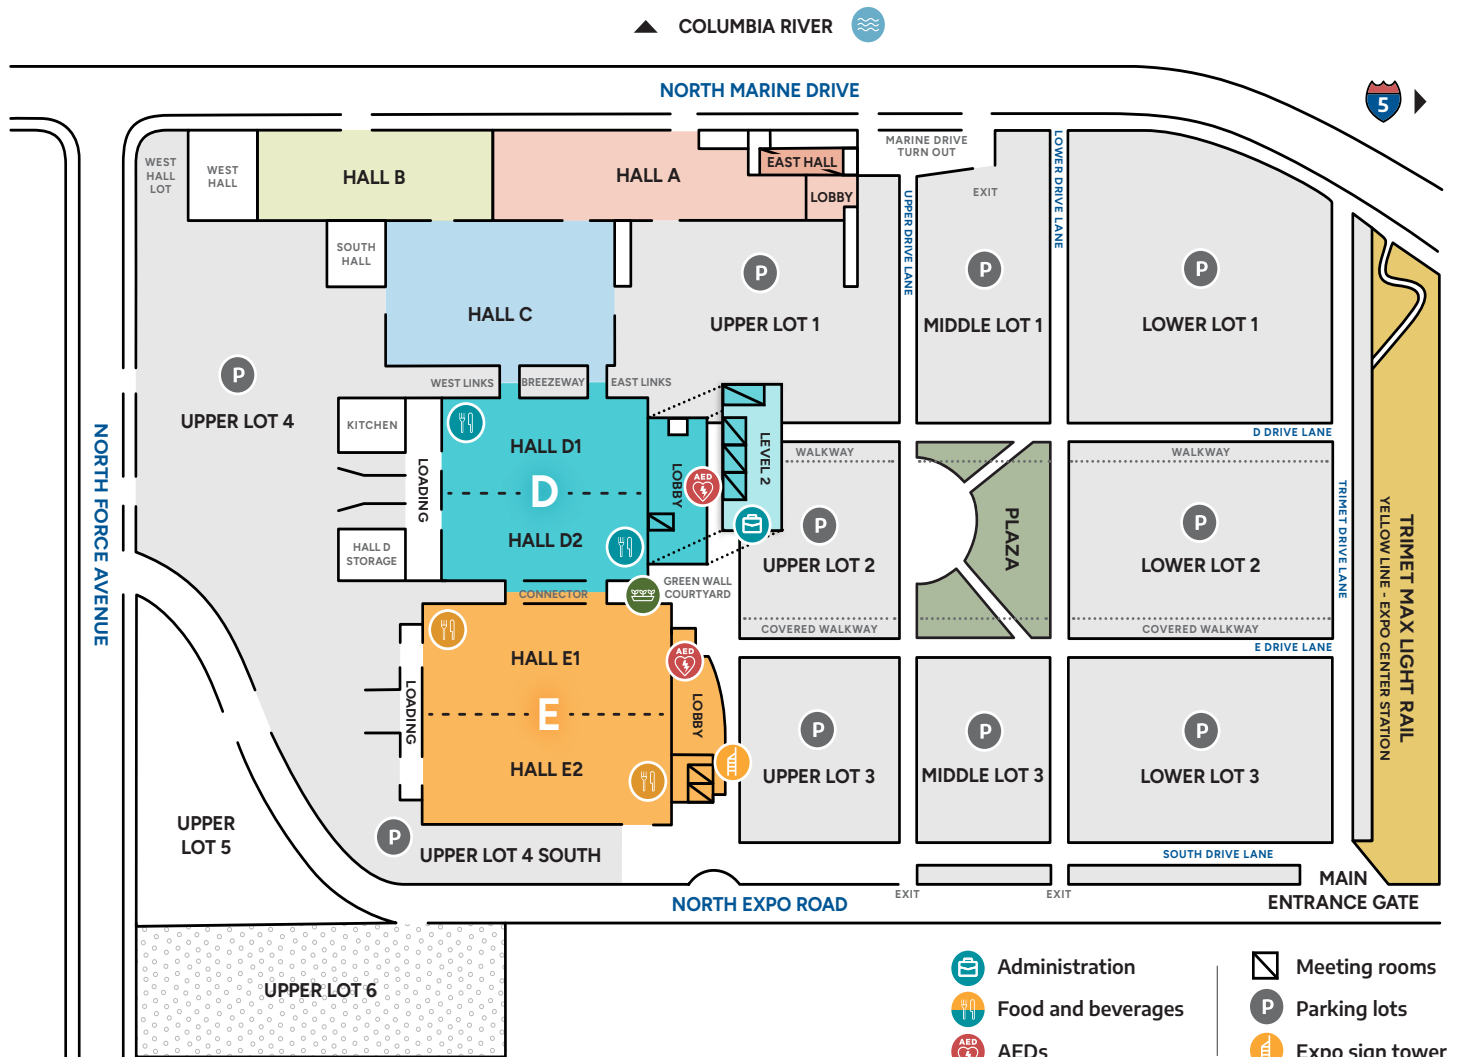 COLUMBIA RIVER
NORTH MARINE DRIVE
5
MARINE DRIVE
TURN OUT
WEST
HALL
LOT
WEST
HALL
HALL B
HALL A
EAST HALL
LOBBY
EXIT
UPPER DRIVE LANE
LOWER DRIVE LANE
SOUTH
HALL
HALL C
P
UPPER LOT 1
P
MIDDLE LOT 1
P
LOWER LOT 1
P
UPPER LOT 4
WEST LINKS
BREEZEWAY
EAST LINKS
KITCHEN
LOADING
HALL D
STORAGE
HALL D1
D
HALL D2
LOBBY
AED
LEVEL 2
D DRIVE LANE
WALKWAY
P
UPPER LOT 2
COVERED WALKWAY
PLAZA
WALKWAY
P
LOWER LOT 2
COVERED WALKWAY
E DRIVE LANE
TRIMET DRIVE LANE
TRIMET MAX LIGHT RAIL
YELLOW LINE - EXPO CENTER STATION
NORTH FORCE AVENUE
CONNECTOR
GREEN WALL
COURTYARD
HALL E1
E
HALL E2
LOADING
AED
LOBBY
P
UPPER LOT 3
P
MIDDLE LOT 3
P
LOWER LOT 3
UPPER
LOT 5
P
UPPER LOT 4 SOUTH
SOUTH DRIVE LANE
MAIN
ENTRANCE GATE
EXIT
EXIT
NORTH EXPO ROAD
UPPER LOT 6
Administration
Food and beverages
AED
AEDs
Meeting rooms
P
Parking lots
Expo sign tower